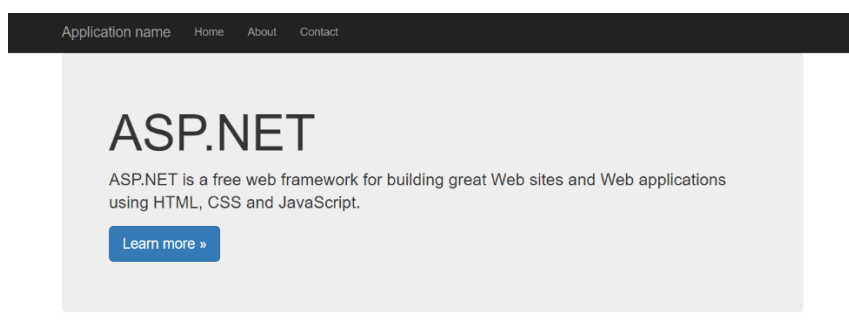 Application name Home About Contact
ASP.NET
ASP.NET is a free web framework for building great Web sites and Web applications
using HTML, CSS and JavaScript.
Learn more »